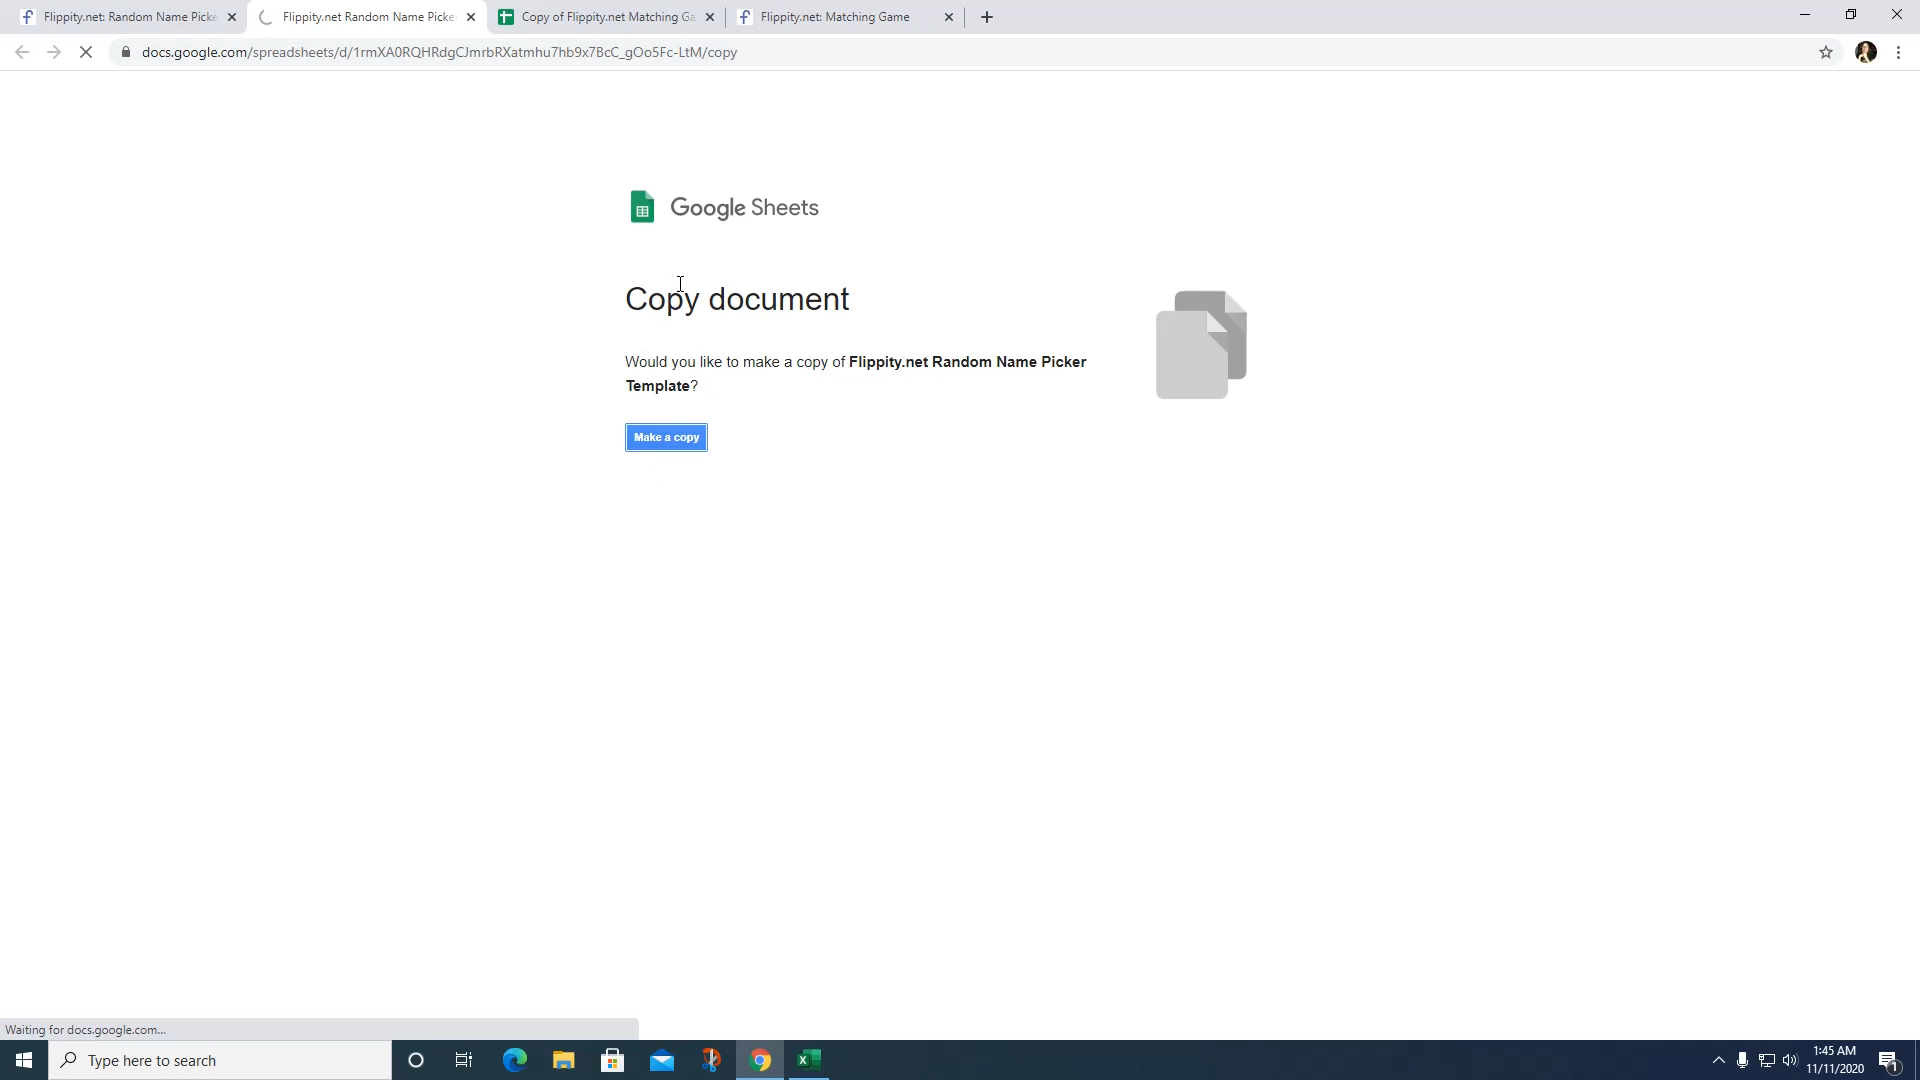 Flippity.net: Random Name Picke
Flippity.net Random Name Picker
Copy of Flippity.net Matching Ga
Flippity.net: Matching Game
docs.google.com/spreadsheets/d/1rmXA0RQHRdgCJmrbRXatmhu7hb9x7BcC_gOo5Fc-LtM/copy
Google Sheets
Copy document
Would you like to make a copy of Flippity.net Random Name Picker
Template?
Make a copy
Waiting for docs.google.com...
Type here to search
1:45 AM
11/11/2020
1